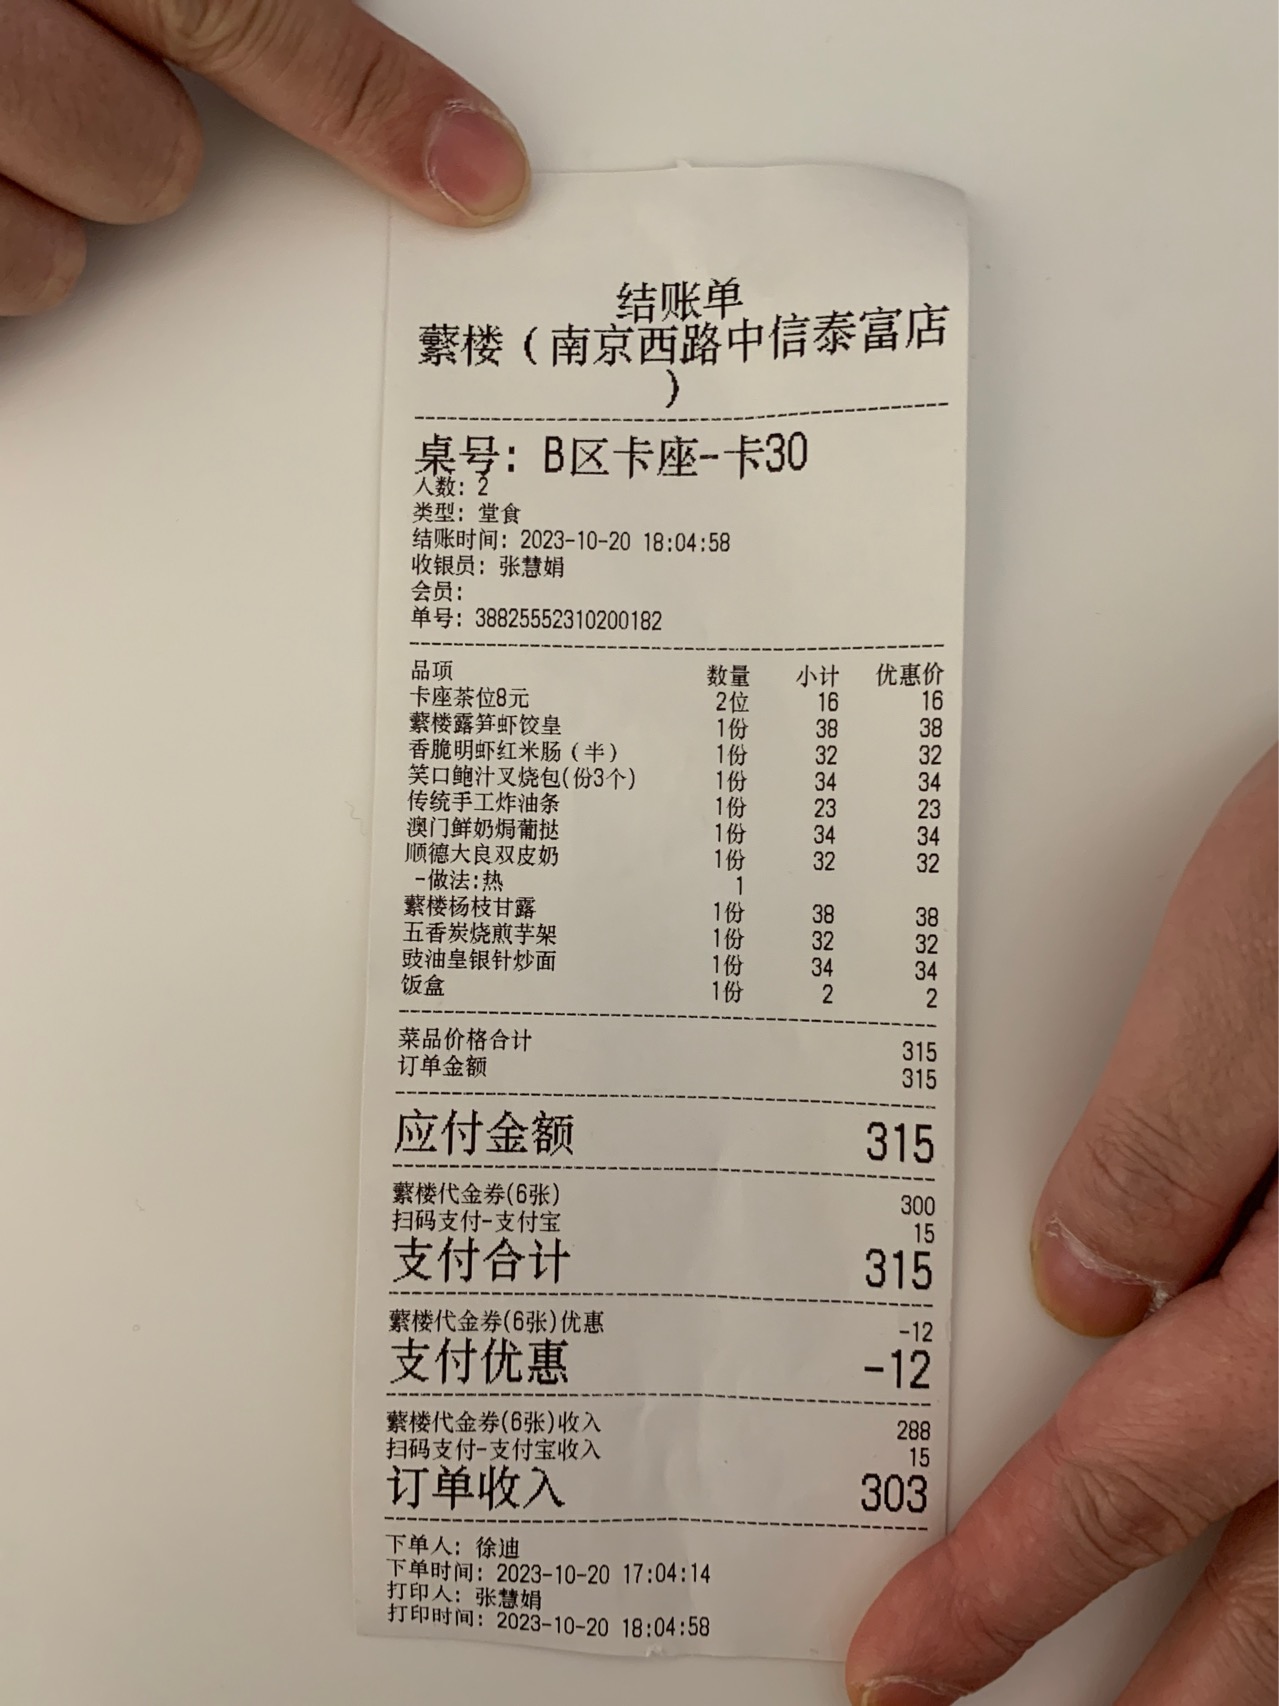 结账单
蘩楼（南京西路中信泰富店
）
桌号：B区卡座-卡30
人数：2
类型：堂食
结账时间：2023-10-20 18:04:58
收银员：张慧娟
会员：
单号：38825552310200182
品项 数量 小计 优惠价
卡座茶位8元 2位 16 16
蘩楼露笋虾饺皇 1份 38 38
香脆明虾红米肠（半） 1份 32 32
笑口鲍汁叉烧包(份3个) 1份 34 34
传统手工炸油条 1份 23 23
澳门鲜奶焗葡挞 1份 34 34
顺德大良双皮奶 1份 32 32
-做法:热 1
蘩楼杨枝甘露 1份 38 38
五香炭烧煎芋架 1份 32 32
豉油皇银针炒面 1份 34 34
饭盒 1份 2 2
菜品价格合计 315
订单金额 315
应付金额 315
蘩楼代金券(6张) 300
扫码支付-支付宝 15
支付合计 315
蘩楼代金券(6张)优惠 -12
支付优惠 -12
蘩楼代金券(6张)收入 288
扫码支付-支付宝收入 15
订单收入 303
下单人：徐迪
下单时间：2023-10-20 17:04:14
打印人：张慧娟
打印时间：2023-10-20 18:04:58